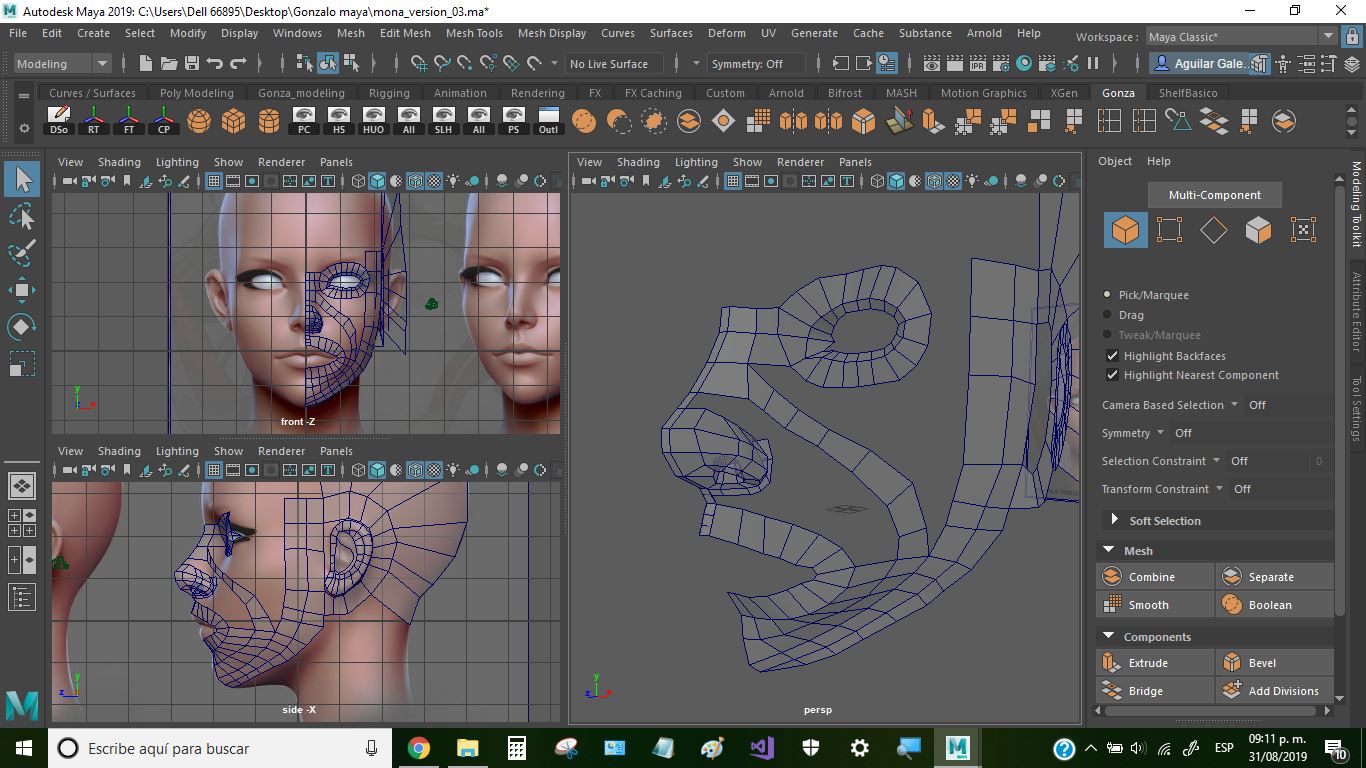 Autodesk Maya 2019: C:\Users\Dell 66895\Desktop\Gonzalo maya\mona_version_03.ma*
File Edit Create Select Modify Display Windows Mesh Edit Mesh Mesh Tools Mesh Display Curves Surfaces Deform UV Generate Cache Substance Arnold Help Workspace : Maya Classic*
Modeling No Live Surface Symmetry: Off IPR Aguilar Gale...
Curves / Surfaces Poly Modeling Gonza_modeling Rigging Animation Rendering FX FX Caching Custom Arnold Bifrost MASH Motion Graphics XGen Gonza ShelfBasico
DSo RT FT CP PC HS HUO All SLH All PS Outl
View Shading Lighting Show Renderer Panels
View Shading Lighting Show Renderer Panels
Object Help
Multi-Component
Pick/Marquee
Drag
Tweak/Marquee
Highlight Backfaces
Highlight Nearest Component
Camera Based Selection Off
Symmetry Off
Selection Constraint Off 0
Transform Constraint Off
Soft Selection
Mesh
Combine Separate
Smooth Boolean
Components
Extrude Bevel
Bridge Add Divisions
Modeling Toolkit
Attribute Editor
Tool Settings
y
x
z
front -Z
View Shading Lighting Show Renderer Panels
y
z
side -X
y
z x
persp
M
Escribe aquí para buscar
MAYA
ESP
09:11 p. m.
31/08/2019
10